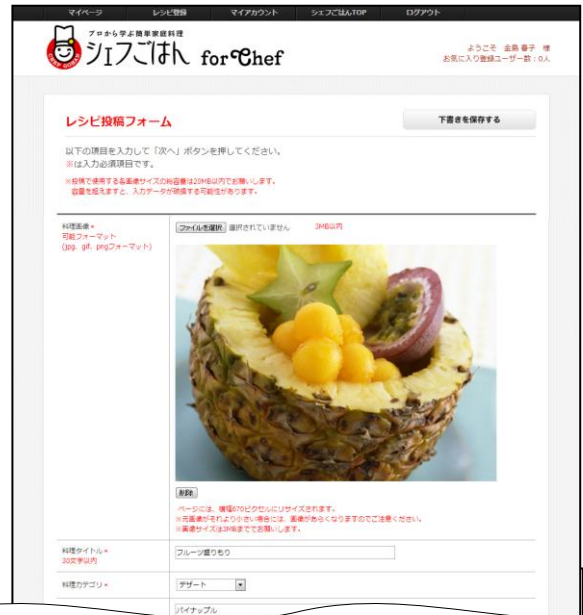 マイページ レシピ登録 マイアカウント シェフごはんTOP ログアウト
プロから学ぶ簡単家庭料理
シェフごはん for Chef
CHEF GOHAN
ようこそ 金島 春子 様
お気に入り登録ユーザー数：0人
レシピ投稿フォーム
下書きを保存する
以下の項目を入力して「次へ」ボタンを押してください。
※は入力必須項目です。
※投稿で使用する各画像サイズの総容量は20MB以内でお願いします。
容量を超えますと、入力データが破損する可能性があります。
料理画像※
可能フォーマット
(jpg、gif、pngフォーマット)
ファイルを選択 選択されていません 3MB以内
削除
ページには、横幅670ピクセルにリサイズされます。
※元画像がそれより小さい場合には、画像があらくなりますのでご注意ください。
※画像サイズは3MBまででお願いします。
料理タイトル※
30文字以内
フルーツ盛りもり
料理カテゴリ※
デザート
パイナップル